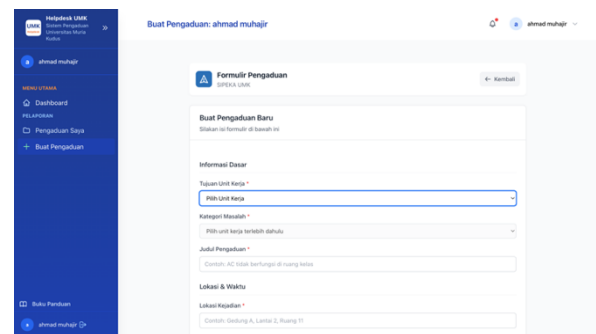 UMK
Helpdesk UMK
Sistem Pengaduan
Universitas Muria
Kudus
»
a ahmad muhajir
MENU UTAMA
Dashboard
PELAPORAN
Pengaduan Saya
+ Buat Pengaduan
Buku Panduan
a ahmad muhajir
Buat Pengaduan: ahmad muhajir
a ahmad muhajir
Formulir Pengaduan
SIPEKA UMK
← Kembali
Buat Pengaduan Baru
Silakan isi formulir di bawah ini
Informasi Dasar
Tujuan Unit Kerja *
Pilih Unit Kerja
Kategori Masalah *
Pilih unit kerja terlebih dahulu
Judul Pengaduan *
Contoh: AC tidak berfungsi di ruang kelas
Lokasi & Waktu
Lokasi Kejadian *
Contoh: Gedung A, Lantai 2, Ruang 11